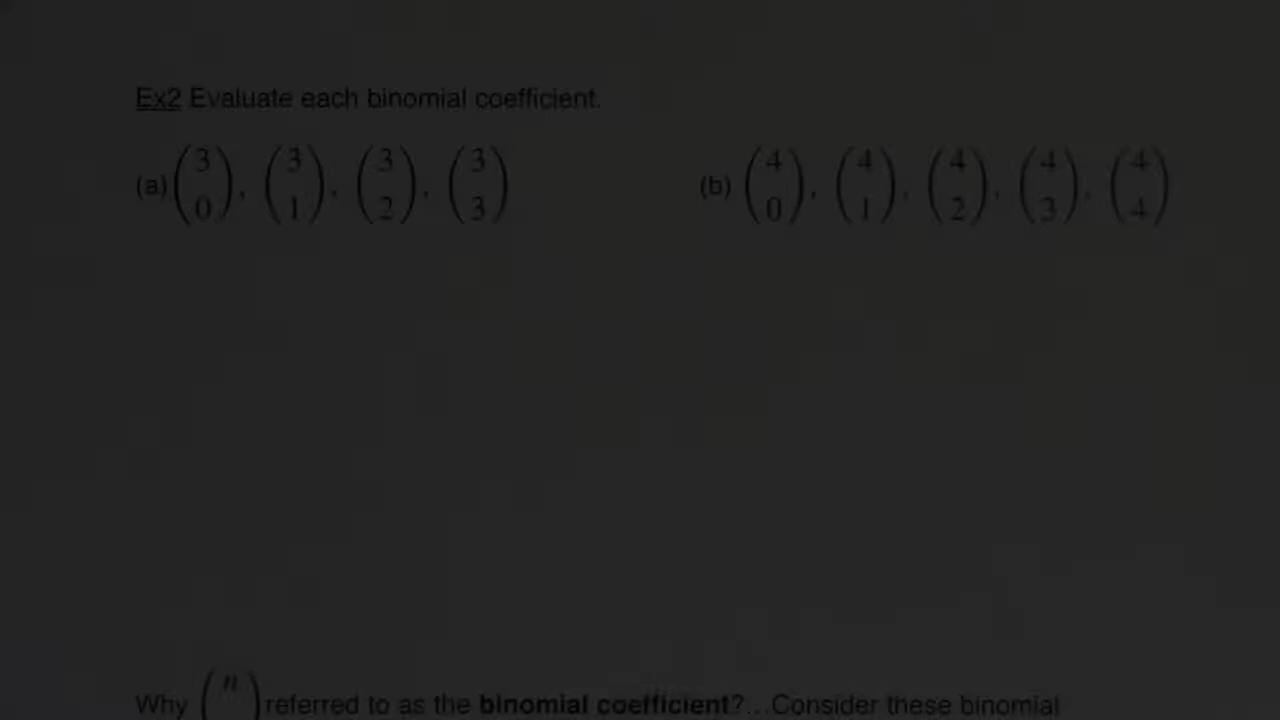 Ex2 Evaluate each binomial coefficient.
(a) (3 0), (3 1), (3 2), (3 3) (b) (4 0), (4 1), (4 2), (4 3), (4 4)
Why (n referred to as the binomial coefficient?...Consider these binomial